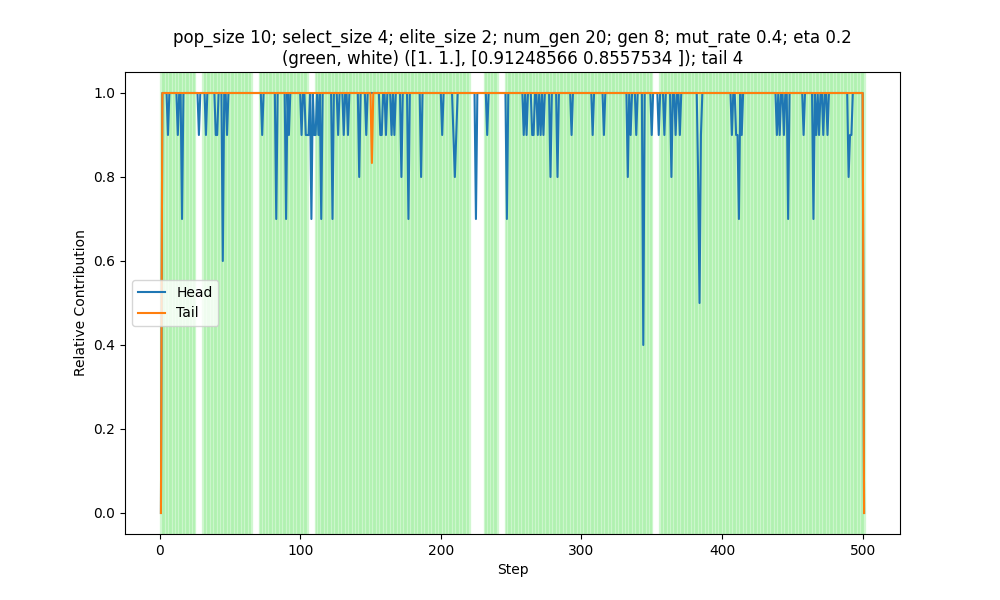 pop_size 10; select_size 4; elite_size 2; num_gen 20; gen 8; mut_rate 0.4; eta 0.2
(green, white) ([1. 1.], [0.91248566 0.8557534 ]); tail 4
1.0
0.8
0.6
0.4
0.2
0.0
Relative Contribution
Head
Tail
0 100 200 300 400 500
Step